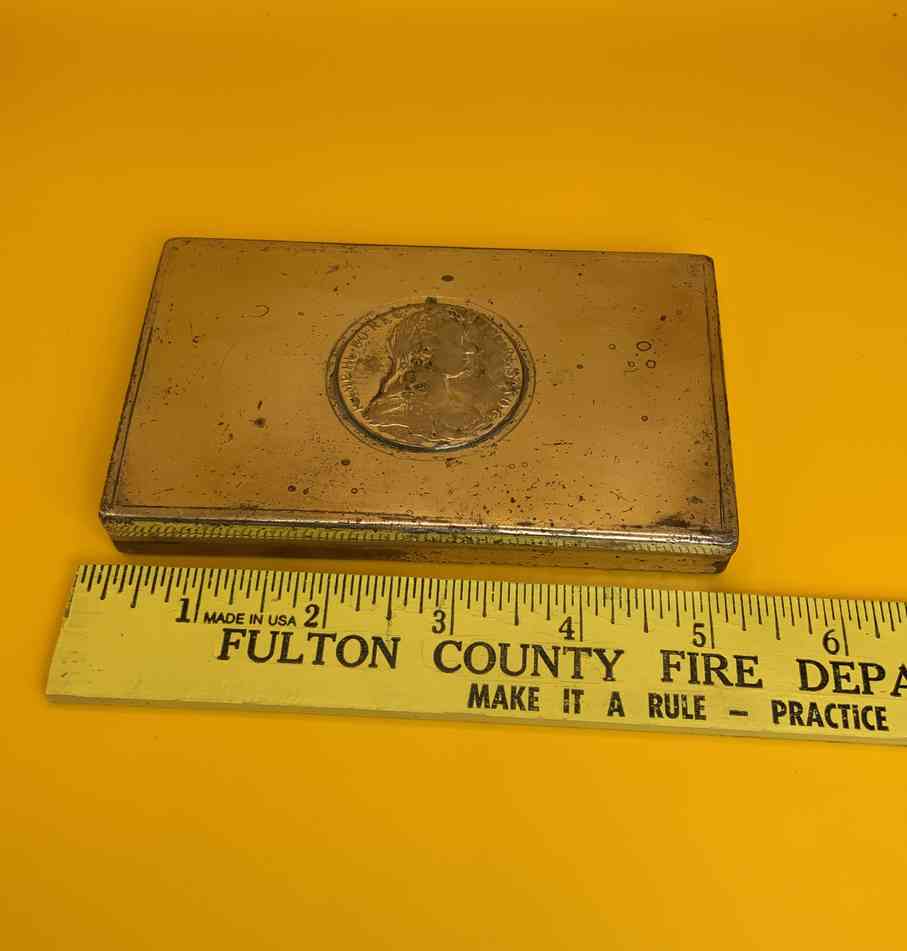 1 2 3 4 5 6
MADE IN USA
FULTON COUNTY FIRE DEPA
MAKE IT A RULE – PRACTICE